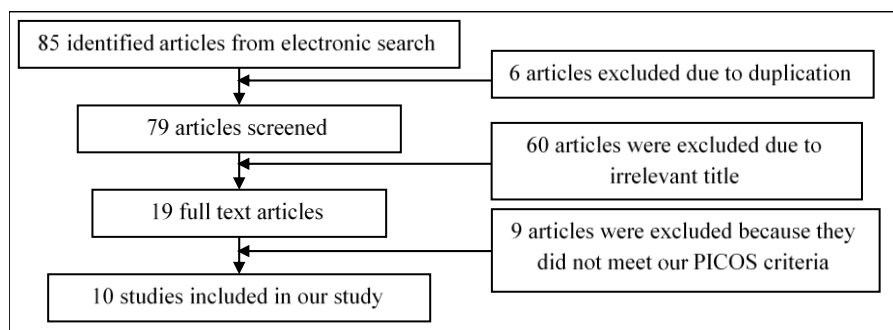 85 identified articles from electronic search
6 articles excluded due to duplication
79 articles screened
60 articles were excluded due to
irrelevant title
19 full text articles
9 articles were excluded because they
did not meet our PICOS criteria
10 studies included in our study